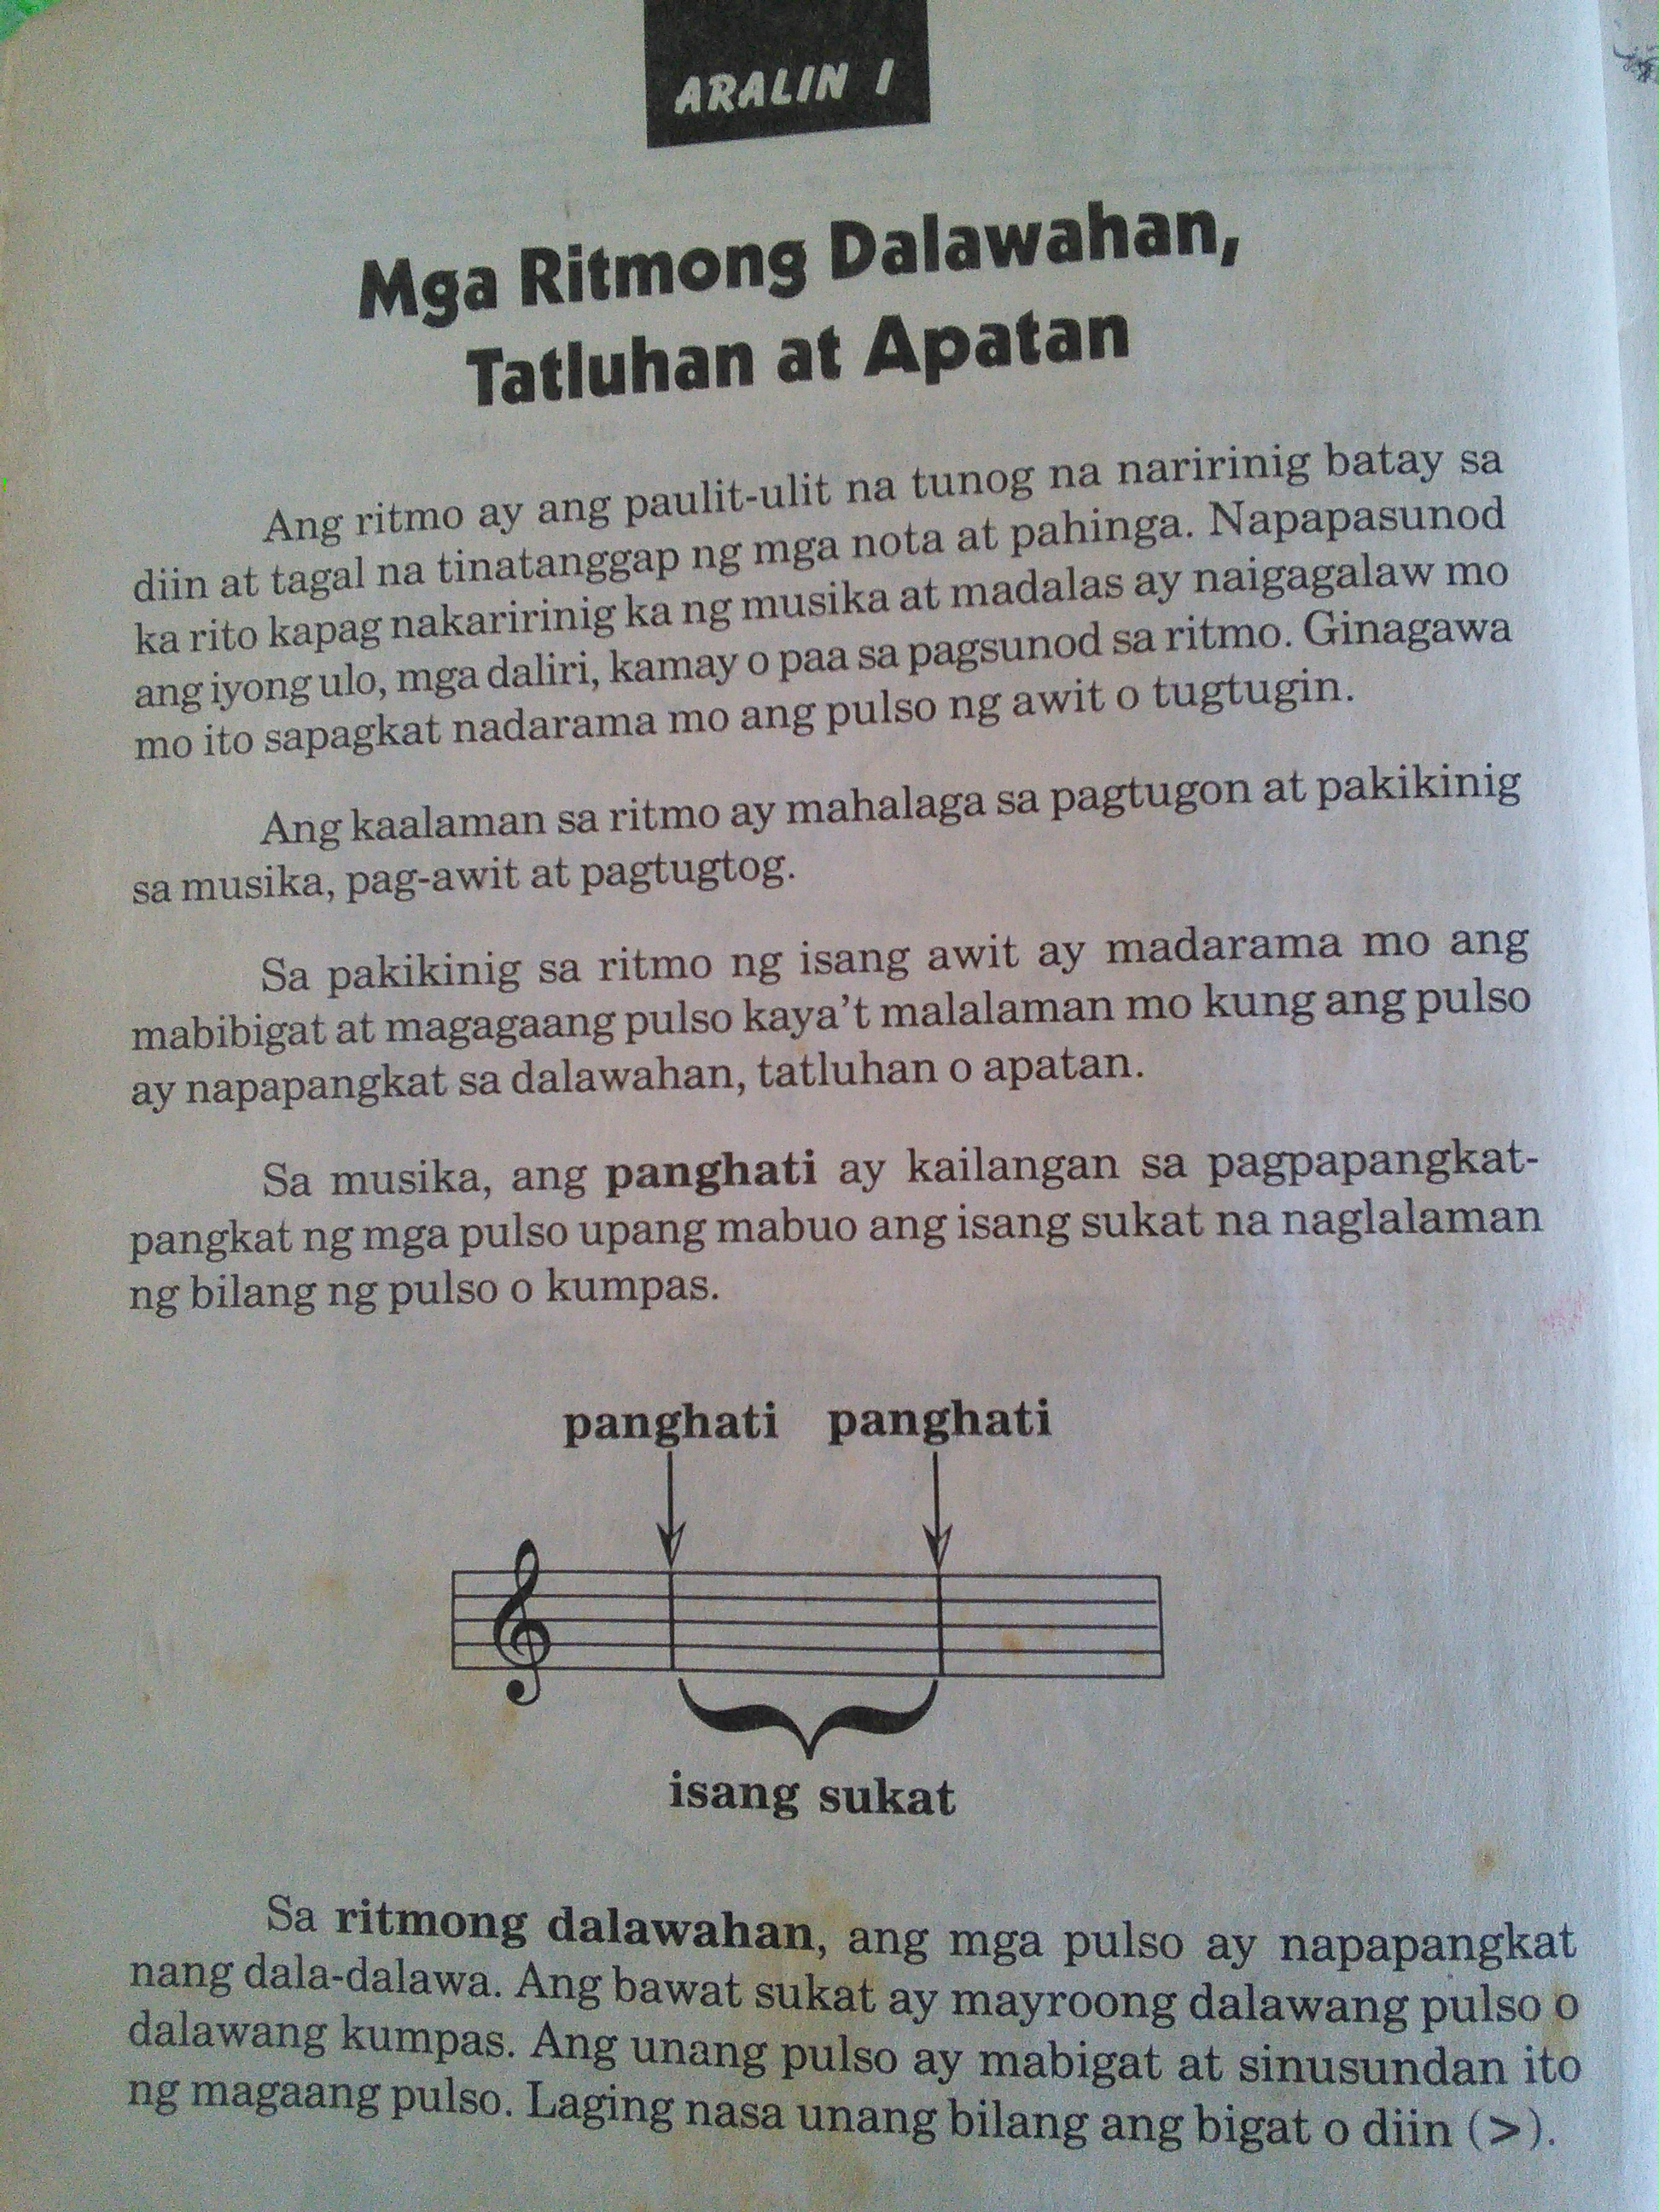 ARALIN I
Mga Ritmong Dalawahan,
Tatluhan at Apatan
Ang ritmo ay ang paulit-ulit na tunog na naririnig batay sa
diin at tagal na tinatanggap ng mga nota at pahinga. Napapasunod
ka rito kapag nakaririnig ka ng musika at madalas ay naigagalaw mo
ang iyong ulo, mga daliri, kamay o paa sa pagsunod sa ritmo. Ginagawa
mo ito sapagkat nadarama mo ang pulso ng awit o tugtugin.
Ang kaalaman sa ritmo ay mahalaga sa pagtugon at pakikinig
sa musika, pag-awit at pagtugtog.
Sa pakikinig sa ritmo ng isang awit ay madarama mo ang
mabibigat at magagaang pulso kaya't malalaman mo kung ang pulso
ay napapangkat sa dalawahan, tatluhan o apatan.
Sa musika, ang panghati ay kailangan sa pagpapangkat-
pangkat ng mga pulso upang mabuo ang isang sukat na naglalaman
ng bilang ng pulso o kumpas.
panghati panghati
isang sukat
Sa ritmong dalawahan, ang mga pulso ay napapangkat
nang dala-dalawa. Ang bawat sukat ay mayroong dalawang pulso o
dalawang kumpas. Ang unang pulso ay mabigat at sinusundan ito
ng magaang pulso. Laging nasa unang bilang ang bigat o diin (>).